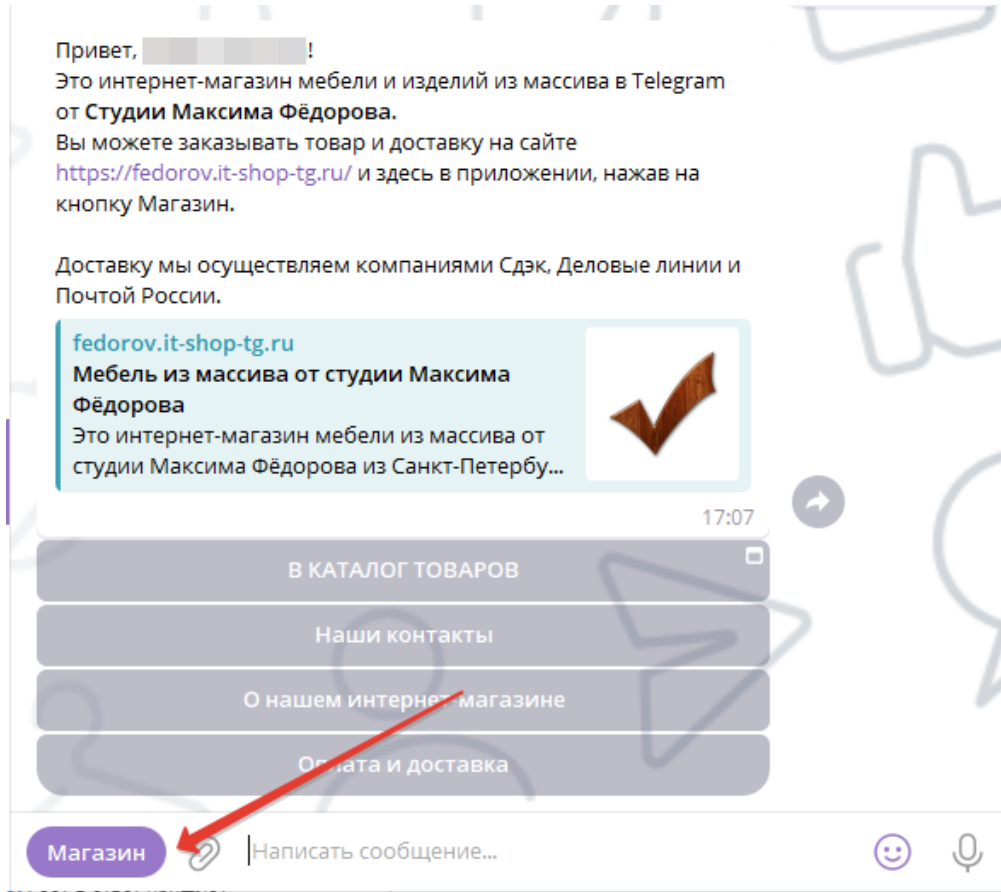 Привет, !
Это интернет-магазин мебели и изделий из массива в Telegram
от Студии Максима Фёдорова.
Вы можете заказывать товар и доставку на сайте
https://fedorov.it-shop-tg.ru/ и здесь в приложении, нажав на
кнопку Магазин.
Доставку мы осуществляем компаниями Сдэк, Деловые линии и
Почтой России.
fedorov.it-shop-tg.ru
Мебель из массива от студии Максима
Фёдорова
Это интернет-магазин мебели из массива от
студии Максима Фёдорова из Санкт-Петербу...
17:07
В КАТАЛОГ ТОВАРОВ
Наши контакты
О нашем интернет-магазине
Оплата и доставка
Магазин
Написать сообщение...